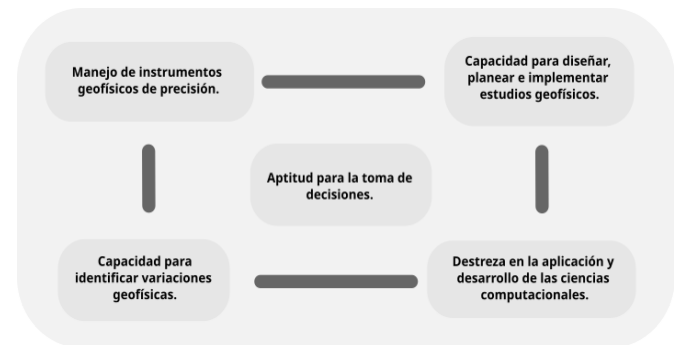 Manejo de instrumentos
geofísicos de precisión.
Capacidad para diseñar,
planear e implementar
estudios geofísicos.
Aptitud para la toma de
decisiones.
Capacidad para
identificar variaciones
geofísicas.
Destreza en la aplicación y
desarrollo de las ciencias
computacionales.